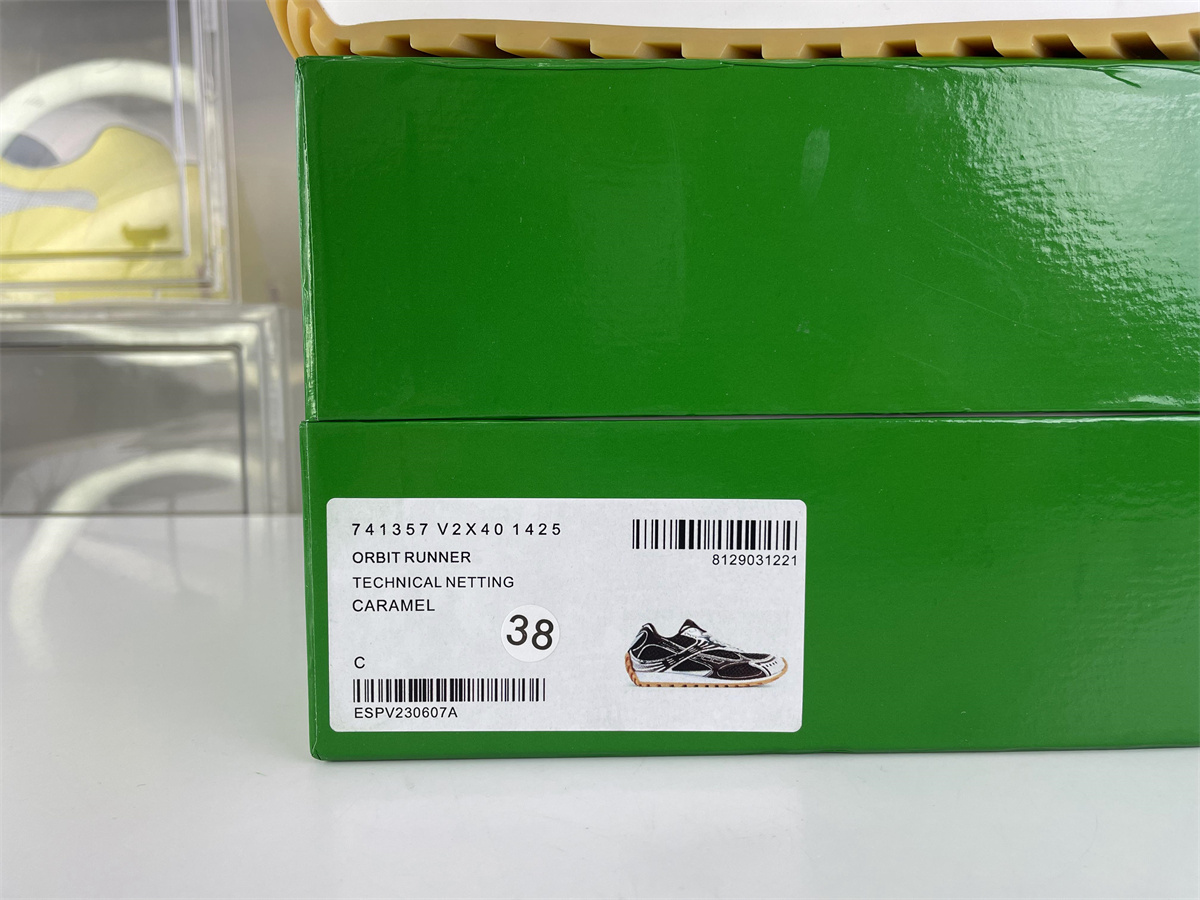 741357 V2X40 1425
8129031221
ORBIT RUNNER
TECHNICAL NETTING
CARAMEL
38
C
ESPV230607A